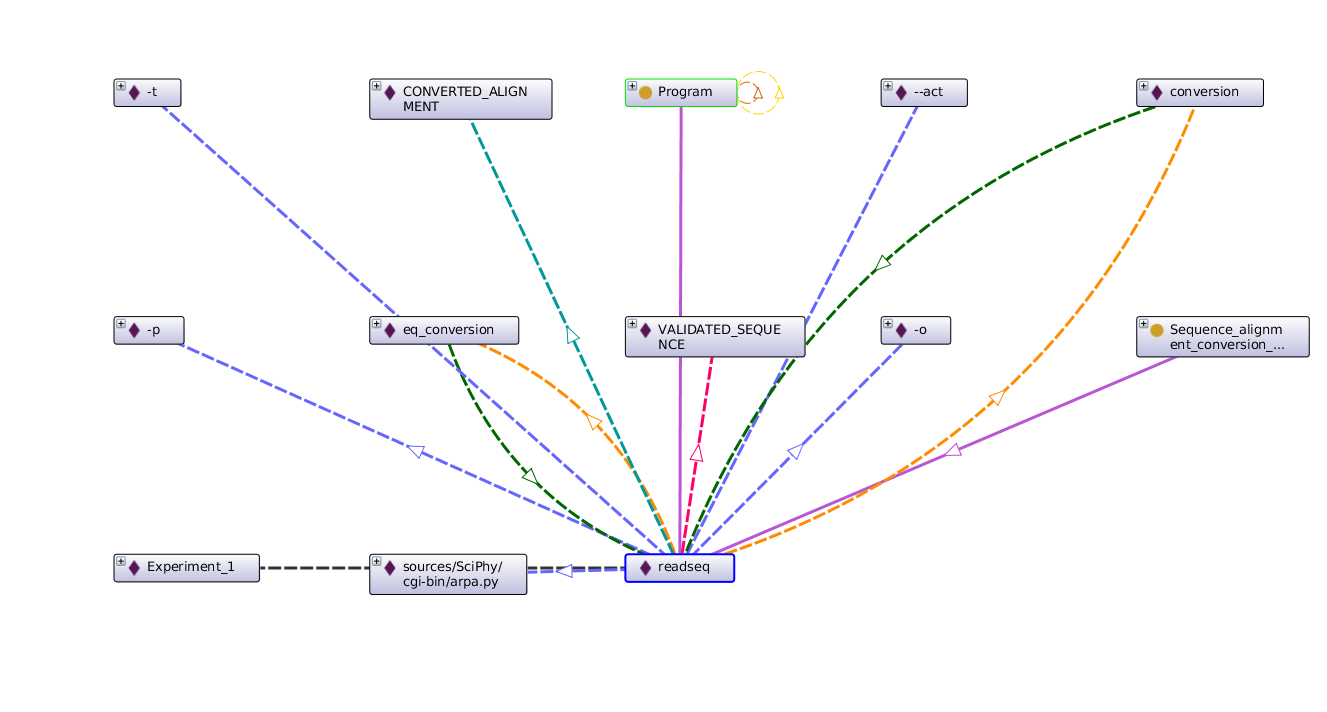 -t
CONVERTED_ALIGN
MENT
Program
--act
conversion
-p
eq_conversion
VALIDATED_SEQUE
NCE
-o
Sequence_alignm
ent_conversion_...
Experiment_1
sources/SciPhy/
cgi-bin/arpa.py
readseq